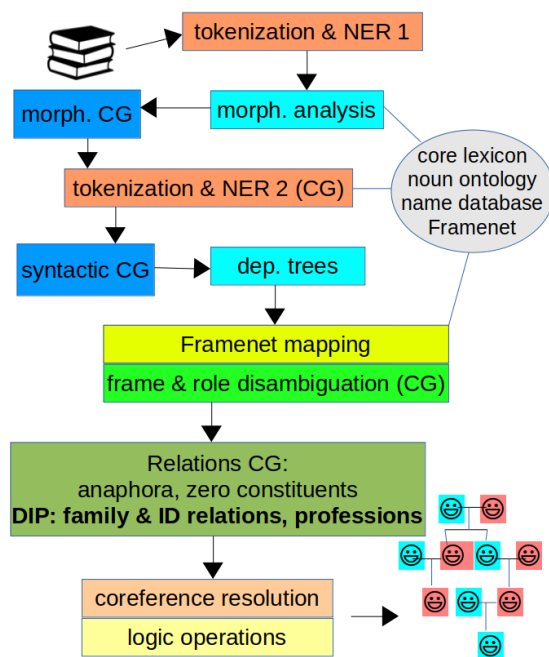 tokenization & NER 1
morph. CG
morph. analysis
core lexicon
noun ontology
name database
Framenet
tokenization & NER 2 (CG)
syntactic CG
dep. trees
Framenet mapping
frame & role disambiguation (CG)
Relations CG:
anaphora, zero constituents
DIP: family & ID relations, professions
coreference resolution
logic operations